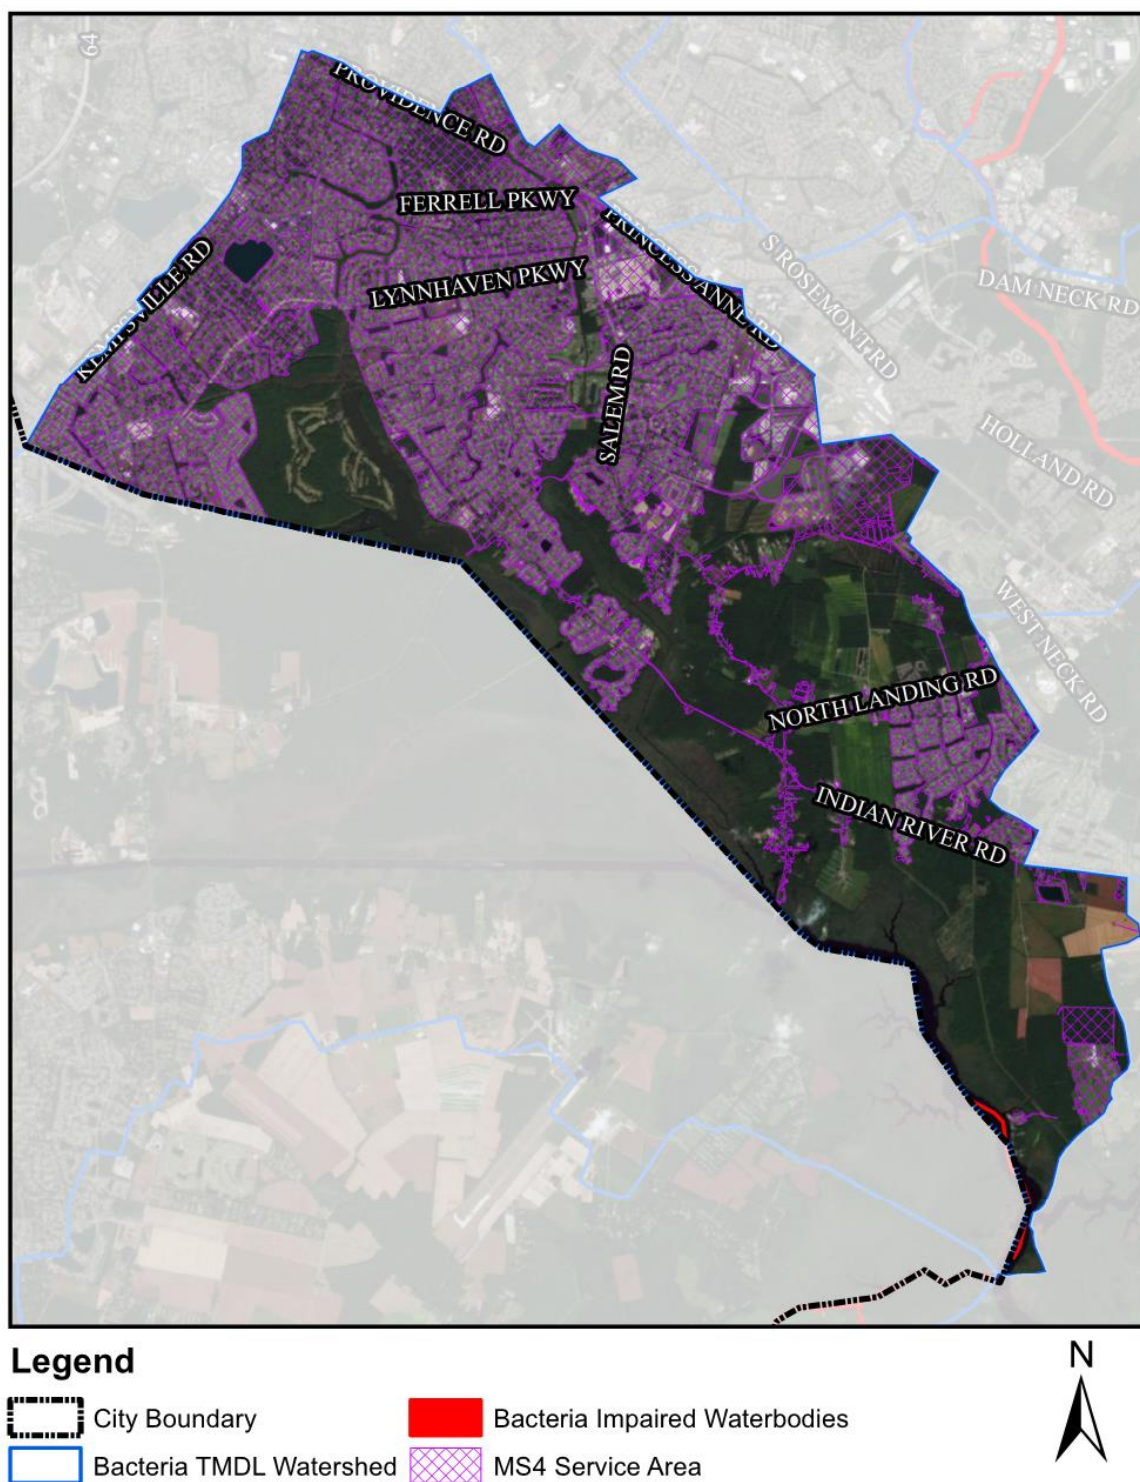 64
PROVIDENCE RD
FERRELL PKWY
PRINCESS ANNE RD
S ROSEMONT RD
KEMPSVILLE RD
LYNNHAVEN PKWY
DAM NECK RD
SALEM RD
HOLLAND RD
WEST NECK RD
NORTH LANDING RD
INDIAN RIVER RD
Legend
N
City Boundary
Bacteria Impaired Waterbodies
Bacteria TMDL Watershed
MS4 Service Area